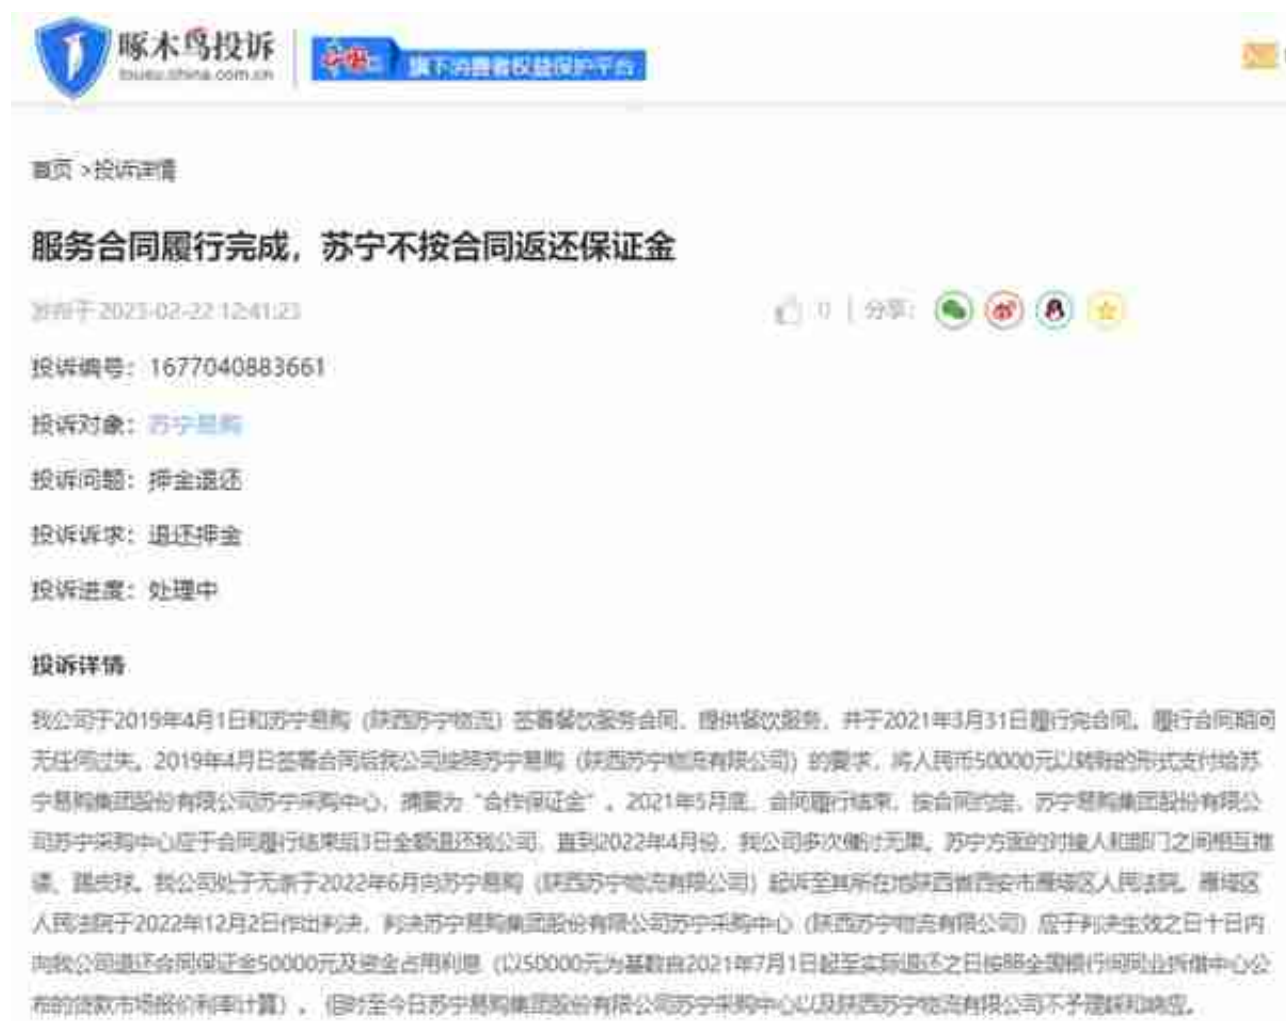 啄木鸟投诉
tousu.china.com.cn
旗下消费者权益保护平台
首页 >投诉详情
服务合同履行完成，苏宁不按合同返还保证金
发布于 2023-02-22 12:41:23
0 | 分享:
投诉编号：1677040883661
投诉对象：苏宁易购
投诉问题：押金退还
投诉诉求：退还押金
投诉进度：处理中
投诉详情
我公司于2019年4月1日和苏宁易购（陕西苏宁物流）签署餐饮服务合同，提供餐饮服务，并于2021年3月31日履行完合同，履行合同期间
无任何过失。2019年4月日签署合同后我公司按照苏宁易购（陕西苏宁物流有限公司）的要求，将人民币50000元以转账的形式支付给苏
宁易购集团股份有限公司苏宁采购中心，摘要为“合作保证金”。2021年5月底，合同履行结束，按合同约定，苏宁易购集团股份有限公
司苏宁采购中心应于合同履行结束后3日全额退还我公司，直到2022年4月份，我公司多次催讨无果。苏宁方面的对接人和部门之间相互推
诿、踢皮球。我公司处于无奈于2022年6月向苏宁易购（陕西苏宁物流有限公司）起诉至其所在地陕西省西安市雁塔区人民法院。雁塔区
人民法院于2022年12月2日作出判决，判决苏宁易购集团股份有限公司苏宁采购中心（陕西苏宁物流有限公司）应于判决生效之日十日内
向我公司退还合同保证金50000元及资金占用利息（以50000元为基数自2021年7月1日起至实际退还之日按照全国银行间同业拆借中心公
布的贷款市场报价利率计算）。但时至今日苏宁易购集团股份有限公司苏宁采购中心以及陕西苏宁物流有限公司不予理睬和响应。